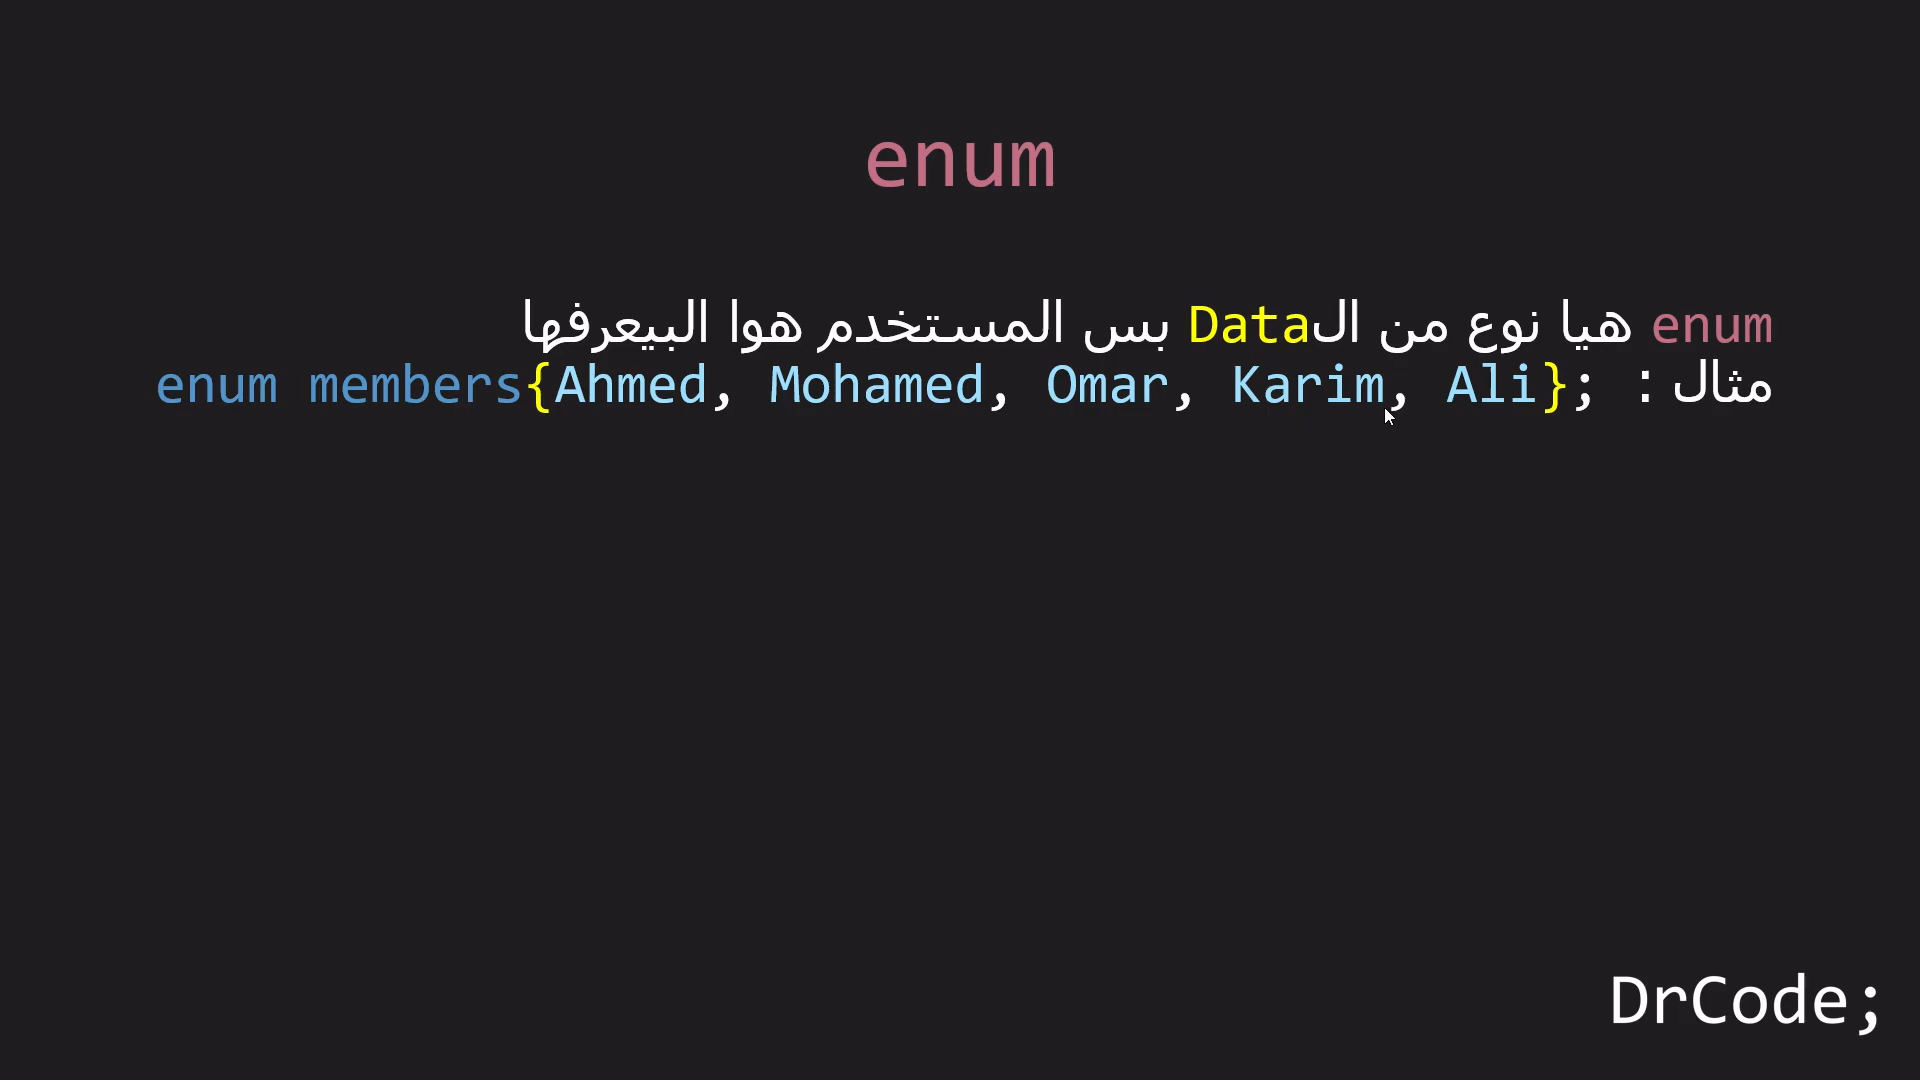 enum
enum هيا نوع من الData بس المستخدم هوا البيعرفها
مثال : enum members{Ahmed, Mohamed, Omar, Karim, Ali};
DrCode;